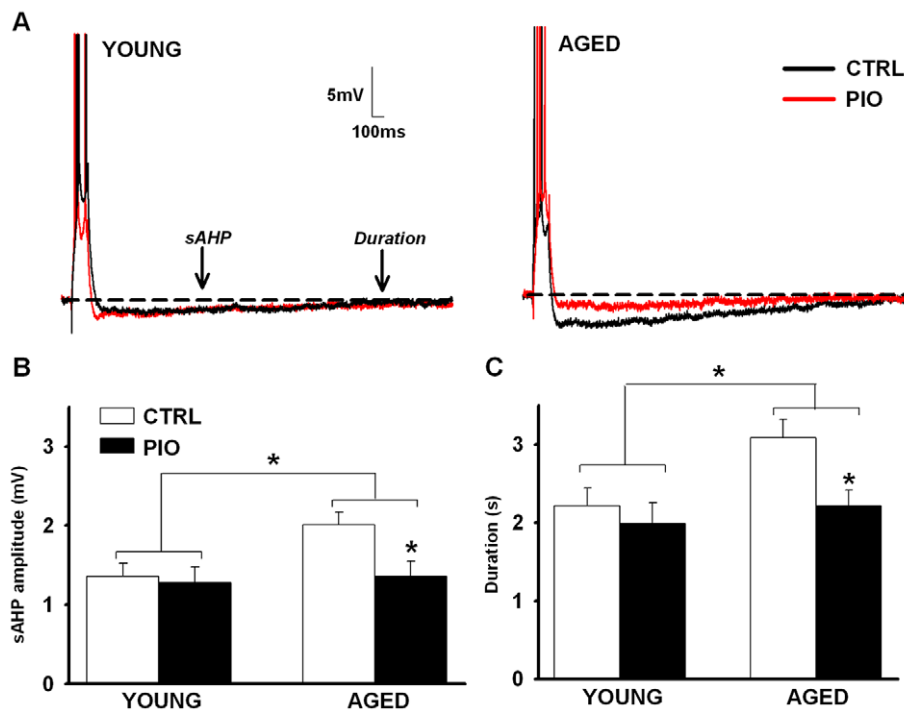 A
YOUNG
AGED
CTRL
PIO
5mV
100ms
sAHP
Duration
B
CTRL
PIO
*
*
3
2
1
0
sAHP amplitude (mV)
YOUNG
AGED
C
*
*
3
2
1
0
Duration (s)
YOUNG
AGED